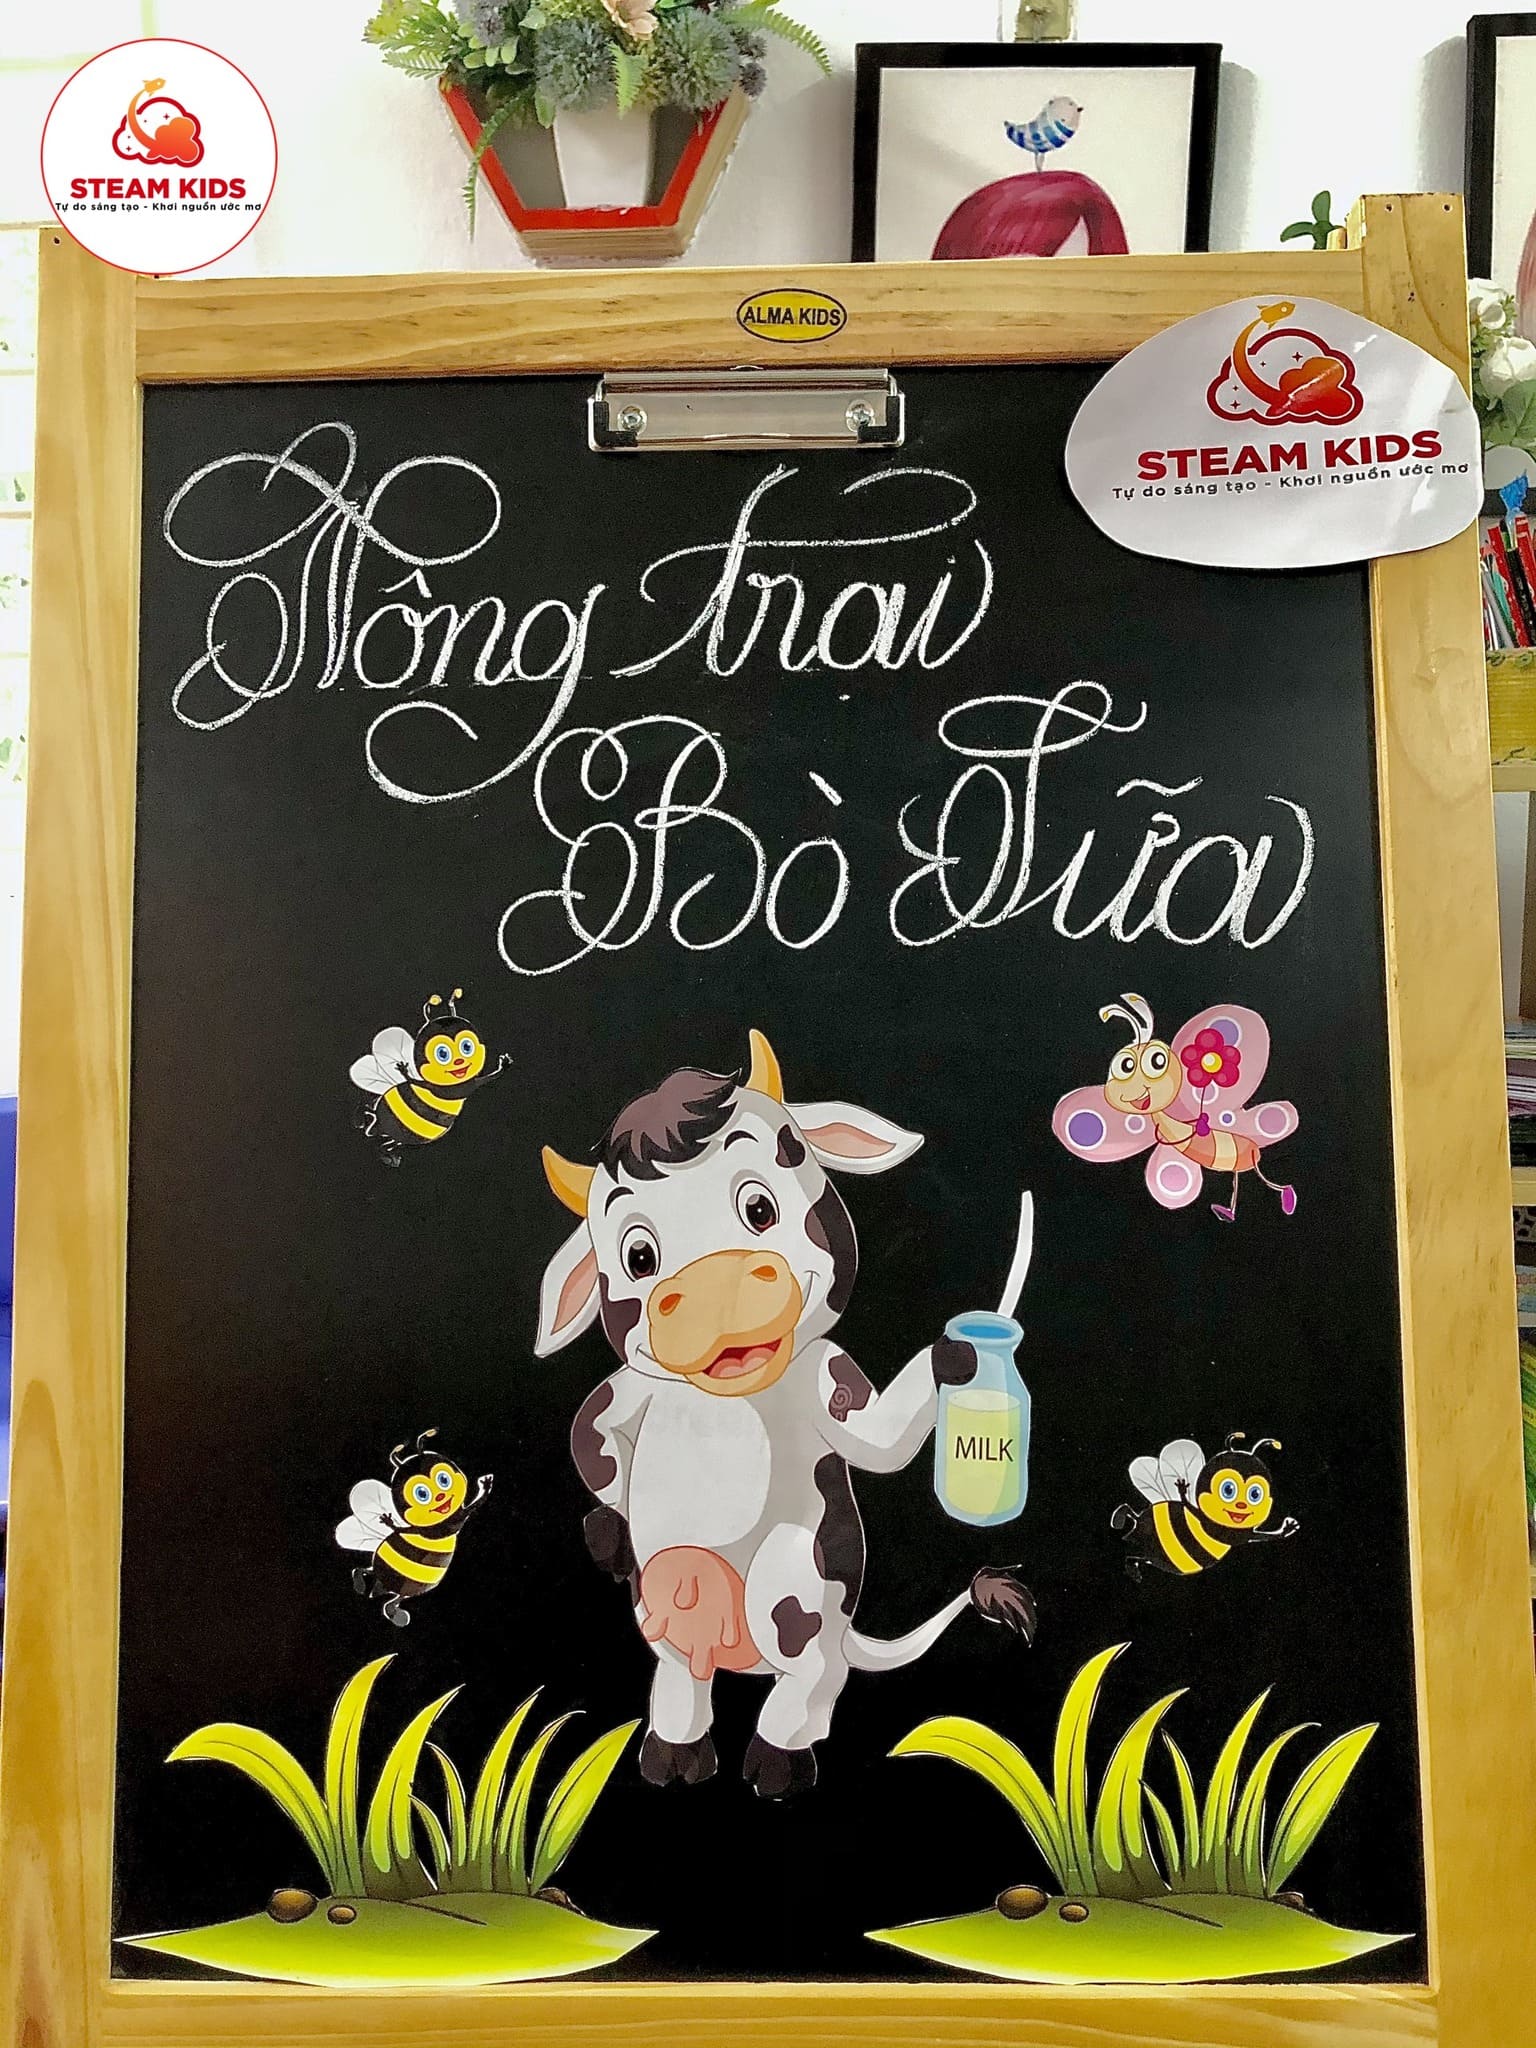 STEAM KIDS
Tự do sáng tạo - Khơi nguồn ước mơ
ALMA KIDS
STEAM KIDS
Tự do sáng tạo - Khơi nguồn ước mơ
Nông trại
Bò Sữa
MILK